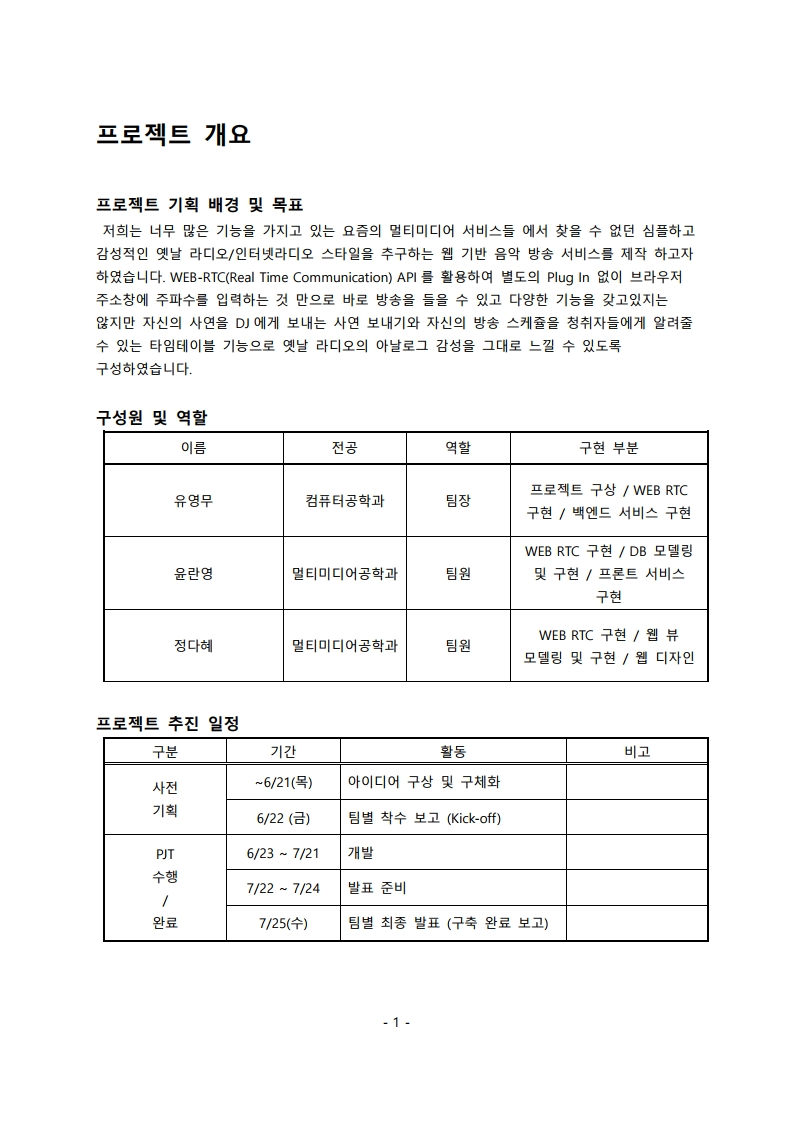 프로젝트 개요
프로젝트 기획 배경 및 목표
저희는 너무 많은 기능을 가지고 있는 요즘의 멀티미디어 서비스들 에서 찾을 수 없던 심플하고
감성적인 옛날 라디오/인터넷라디오 스타일을 추구하는 웹 기반 음악 방송 서비스를 제작 하고자
하였습니다. WEB-RTC(Real Time Communication) API 를 활용하여 별도의 Plug In 없이 브라우저
주소창에 주파수를 입력하는 것 만으로 바로 방송을 들을 수 있고 다양한 기능을 갖고있지는
않지만 자신의 사연을 DJ 에게 보내는 사연 보내기와 자신의 방송 스케쥴을 청취자들에게 알려줄
수 있는 타임테이블 기능으로 옛날 라디오의 아날로그 감성을 그대로 느낄 수 있도록
구성하였습니다.
구성원 및 역할
이름 전공 역할 구현 부분
유영무 컴퓨터공학과 팀장 프로젝트 구상 / WEB RTC
구현 / 백엔드 서비스 구현
윤란영 멀티미디어공학과 팀원 WEB RTC 구현 / DB 모델링
및 구현 / 프론트 서비스
구현
정다혜 멀티미디어공학과 팀원 WEB RTC 구현 / 웹 뷰
모델링 및 구현 / 웹 디자인
프로젝트 추진 일정
구분 기간 활동 비고
사전
기획
~6/21(목) 아이디어 구상 및 구체화
6/22 (금) 팀별 착수 보고 (Kick-off)
PJT
수행
/
완료
6/23 ~ 7/21 개발
7/22 ~ 7/24 발표 준비
7/25(수) 팀별 최종 발표 (구축 완료 보고)
- 1 -